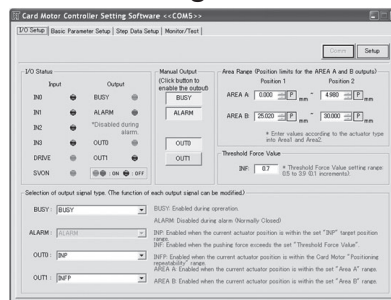 Card Motor Controller Setting Software <<COM5>>
I/O Setup Basic Parameter Setup Step Data Setup Monitor/Test
Setup
I/O Status
Input Output
IN0 BUSY
IN1 ALARM
IN2 *Disabled during alarm.
IN3 OUT0
DRIVE OUT1
SVON : ON : OFF
Manual Output
(Click button to enable the output)
BUSY
ALARM
OUT0
OUT1
Area Range (Position limits for the AREA A and B outputs)
Position 1 Position 2
AREA A: 0.000 P mm ~ 4.980 P mm
AREA B: 25.020 P mm ~ 30.000 P mm
* Enter values according to the actuator type into Area1 and Area2.
Threshold Force Value
INF: 0.7 * Threshold Force Value setting range 0.5 to 3.9 (0.1 increments).
Selection of output signal type. (The function of each output signal can be modified)
BUSY : BUSY
ALARM : ALARM
OUT0 : INP
OUT1 : INFP
BUSY: Enabled during operation.
ALARM: Disabled during alarm (Normally Closed)
INP: Enabled when the current actuator position is within the set "INP" target position range.
INF: Enabled when the pushing force exceeds the set "Threshold Force Value".
INFP: Enabled when the current actuator position is within the Card Motor "Positioning repeatability" range.
AREA A: Enabled when the current actuator position is within the set "Area A" range.
AREA B: Enabled when the current actuator position is within the set "Area B" range.